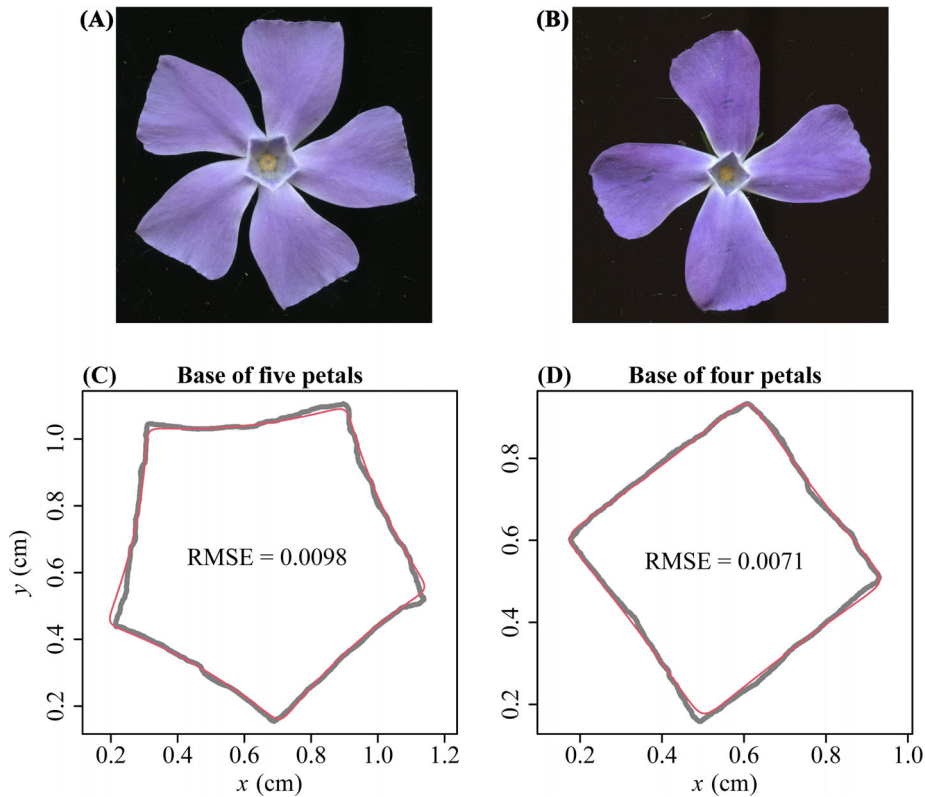 (A)
(B)
(C) Base of five petals
(D) Base of four petals
y (cm)
1.0
0.8
0.6
0.4
0.2
RMSE = 0.0098
0.2 0.4 0.6 0.8 1.0 1.2
x (cm)
0.8
0.6
0.4
0.2
RMSE = 0.0071
0.2 0.4 0.6 0.8 1.0
x (cm)